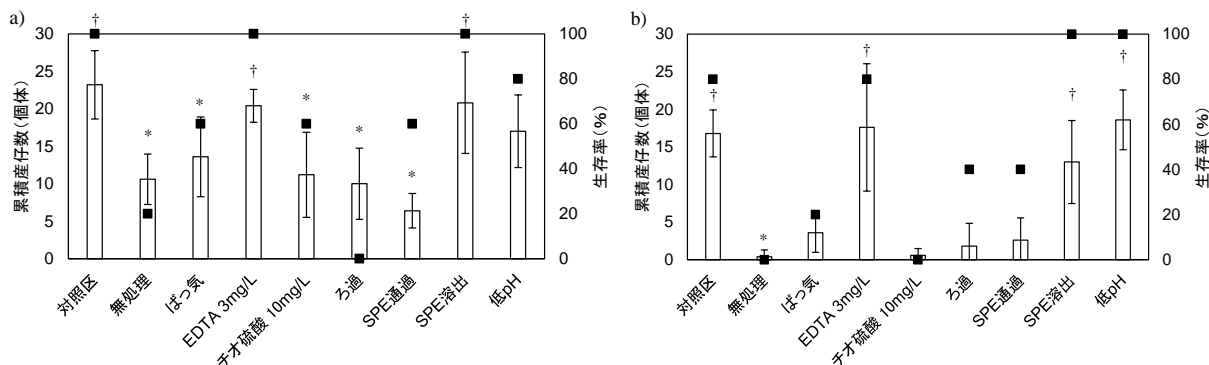 a)
累積産仔数(個体)
30
25
20
15
10
5
0
†
*
*
†
*
*
*
†
100
80
60
40
20
0
生存率(%)
対照区
無処理
ばっ気
EDTA 3mg/L
チオ硫酸 10mg/L
ろ過
SPE通過
SPE溶出
低pH
b)
累積産仔数(個体)
30
25
20
15
10
5
0
†
*
†
†
†
100
80
60
40
20
0
生存率(%)
対照区
無処理
ばっ気
EDTA 3mg/L
チオ硫酸 10mg/L
ろ過
SPE通過
SPE溶出
低pH